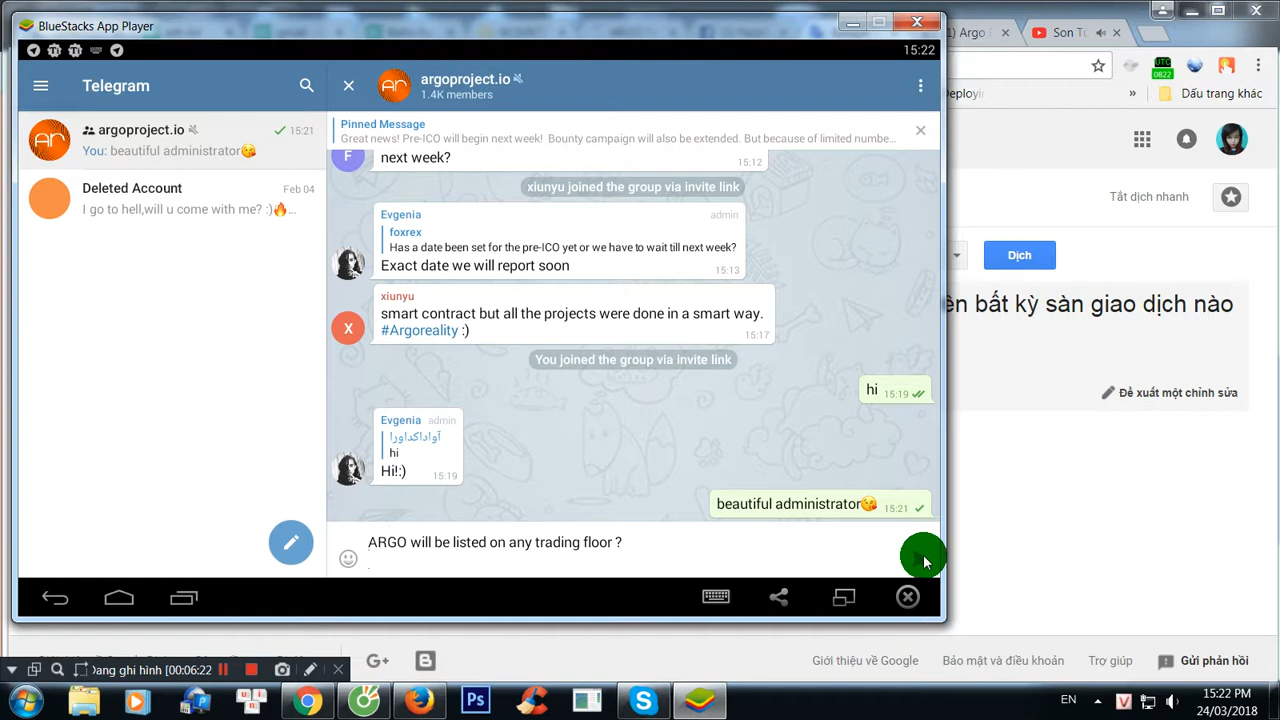 BlueStacks App Player
15:22
Telegram
argoproject.io
1.4K members
argoproject.io
15:21
You: beautiful administrator😘
Deleted Account
Feb 04
I go to hell,will u come with me? :)🔥...
Pinned Message
Great news! Pre-ICO will begin next week! Bounty campaign will also be extended. But because of limited numbe...
F
next week?
15:12
xiunyu joined the group via invite link
Evgenia
admin
foxrex
Has a date been set for the pre-ICO yet or we have to wait till next week?
Exact date we will report soon
15:13
xiunyu
X
smart contract but all the projects were done in a smart way.
#Argoreality :)
15:17
You joined the group via invite link
hi
15:19
Evgenia
admin
آواداكداورا
hi
Hi!:)
15:19
beautiful administrator😘
15:21
ARGO will be listed on any trading floor ?
.
) Argo
Son T
UTC
0822
Deployin
»
Dấu trang khác
Tắt dịch nhanh
Dịch
ên bất kỳ sàn giao dịch nào
Đề xuất một chỉnh sửa
G+
Giới thiệu về Google
Bảo mật và điều khoản
Trợ giúp
Gửi phản hồi
Đang ghi hình [00:06:22]
Ps
EN
V
15:22 PM
24/03/2018